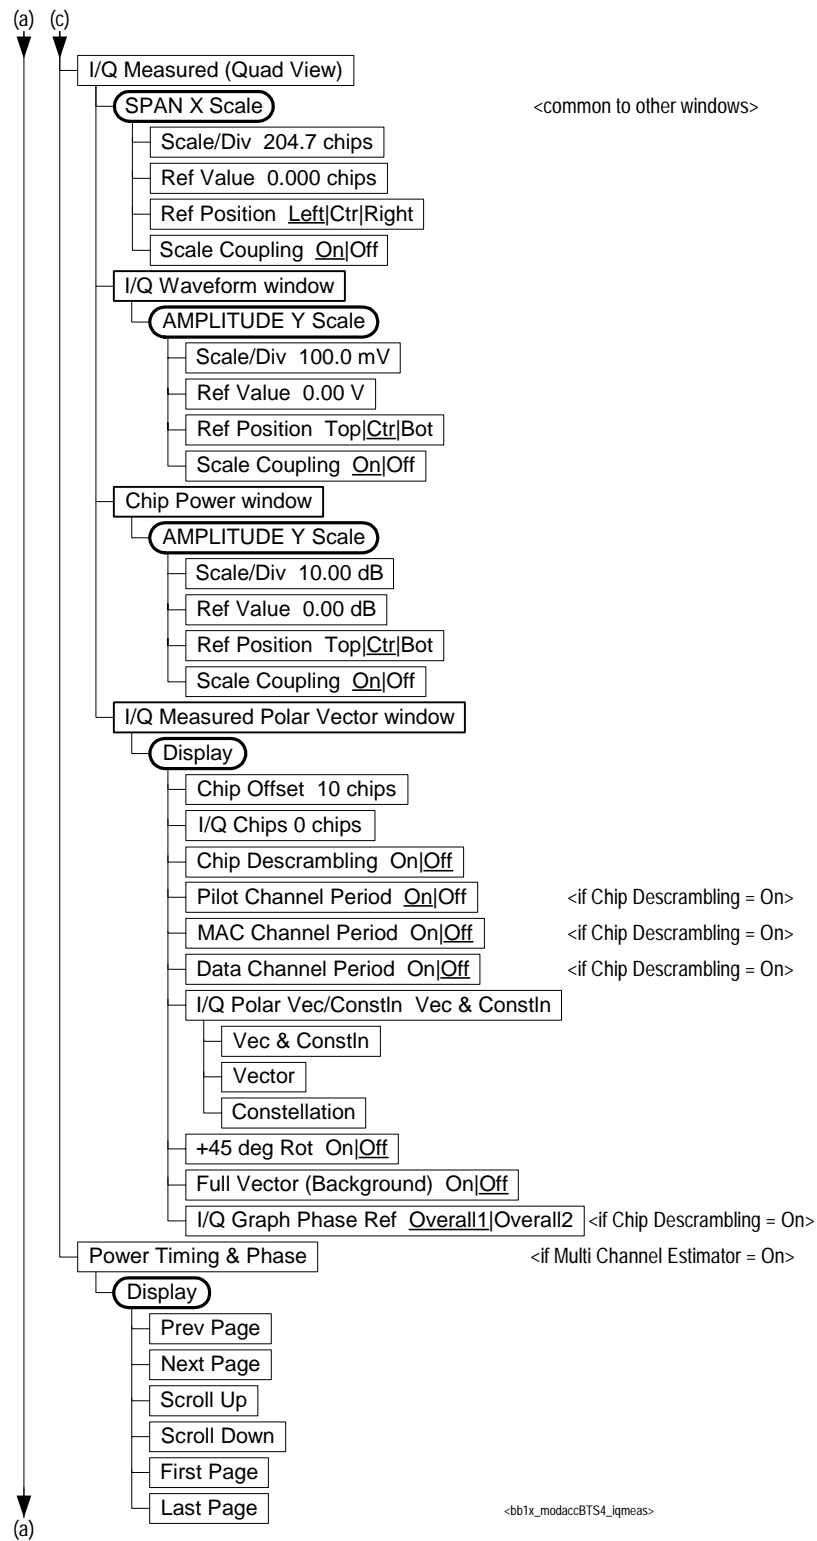 (a) (c)
I/Q Measured (Quad View)
SPAN X Scale <common to other windows>
Scale/Div 204.7 chips
Ref Value 0.000 chips
Ref Position Left|Ctr|Right
Scale Coupling On|Off
I/Q Waveform window
AMPLITUDE Y Scale
Scale/Div 100.0 mV
Ref Value 0.00 V
Ref Position Top|Ctr|Bot
Scale Coupling On|Off
Chip Power window
AMPLITUDE Y Scale
Scale/Div 10.00 dB
Ref Value 0.00 dB
Ref Position Top|Ctr|Bot
Scale Coupling On|Off
I/Q Measured Polar Vector window
Display
Chip Offset 10 chips
I/Q Chips 0 chips
Chip Descrambling On|Off
Pilot Channel Period On|Off <if Chip Descrambling = On>
MAC Channel Period On|Off <if Chip Descrambling = On>
Data Channel Period On|Off <if Chip Descrambling = On>
I/Q Polar Vec/Constln Vec & Constln
Vec & Constln
Vector
Constellation
+45 deg Rot On|Off
Full Vector (Background) On|Off
I/Q Graph Phase Ref Overall1|Overall2 <if Chip Descrambling = On>
Power Timing & Phase <if Multi Channel Estimator = On>
Display
Prev Page
Next Page
Scroll Up
Scroll Down
First Page
Last Page <bb1x_modaccBTS4_iqmeas>
(a)